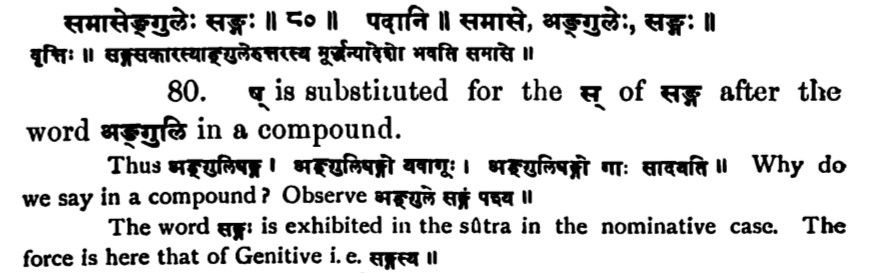 समासेङ्गुलेः सङ्गः ॥ ८० ॥ पदानि ॥ समासे, अङ्गुलेः, सङ्गः ॥
वृत्तिः ॥ सङ्गसकारस्याङ्गुलेरुत्तरस्य मूर्द्धन्यादेशो भवति समासे ॥
80. ष् is substituted for the स् of सङ्ग after the
word अङ्गुलि in a compound.
Thus अङ्गुलिषङ्ग । अङ्गुलिषङ्गो यवागूः । अङ्गुलिषङ्गो गाः सादयति ॥ Why do
we say in a compound? Observe अङ्गुले सङ्गं पश्य ॥
The word सङ्गः is exhibited in the sûtra in the nominative case. The
force is here that of Genitive i. e. सङ्गस्य ॥